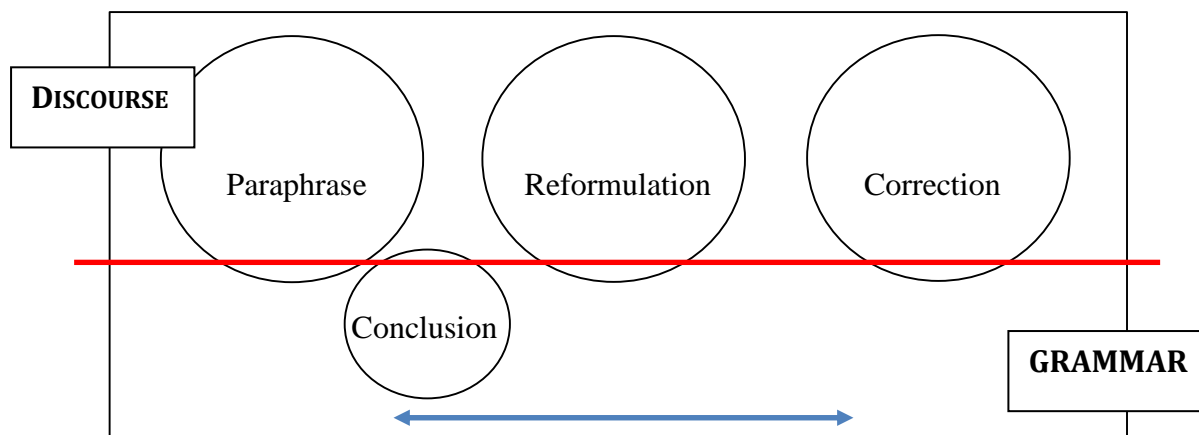 DISCOURSE
Paraphrase
Reformulation
Correction
Conclusion
GRAMMAR